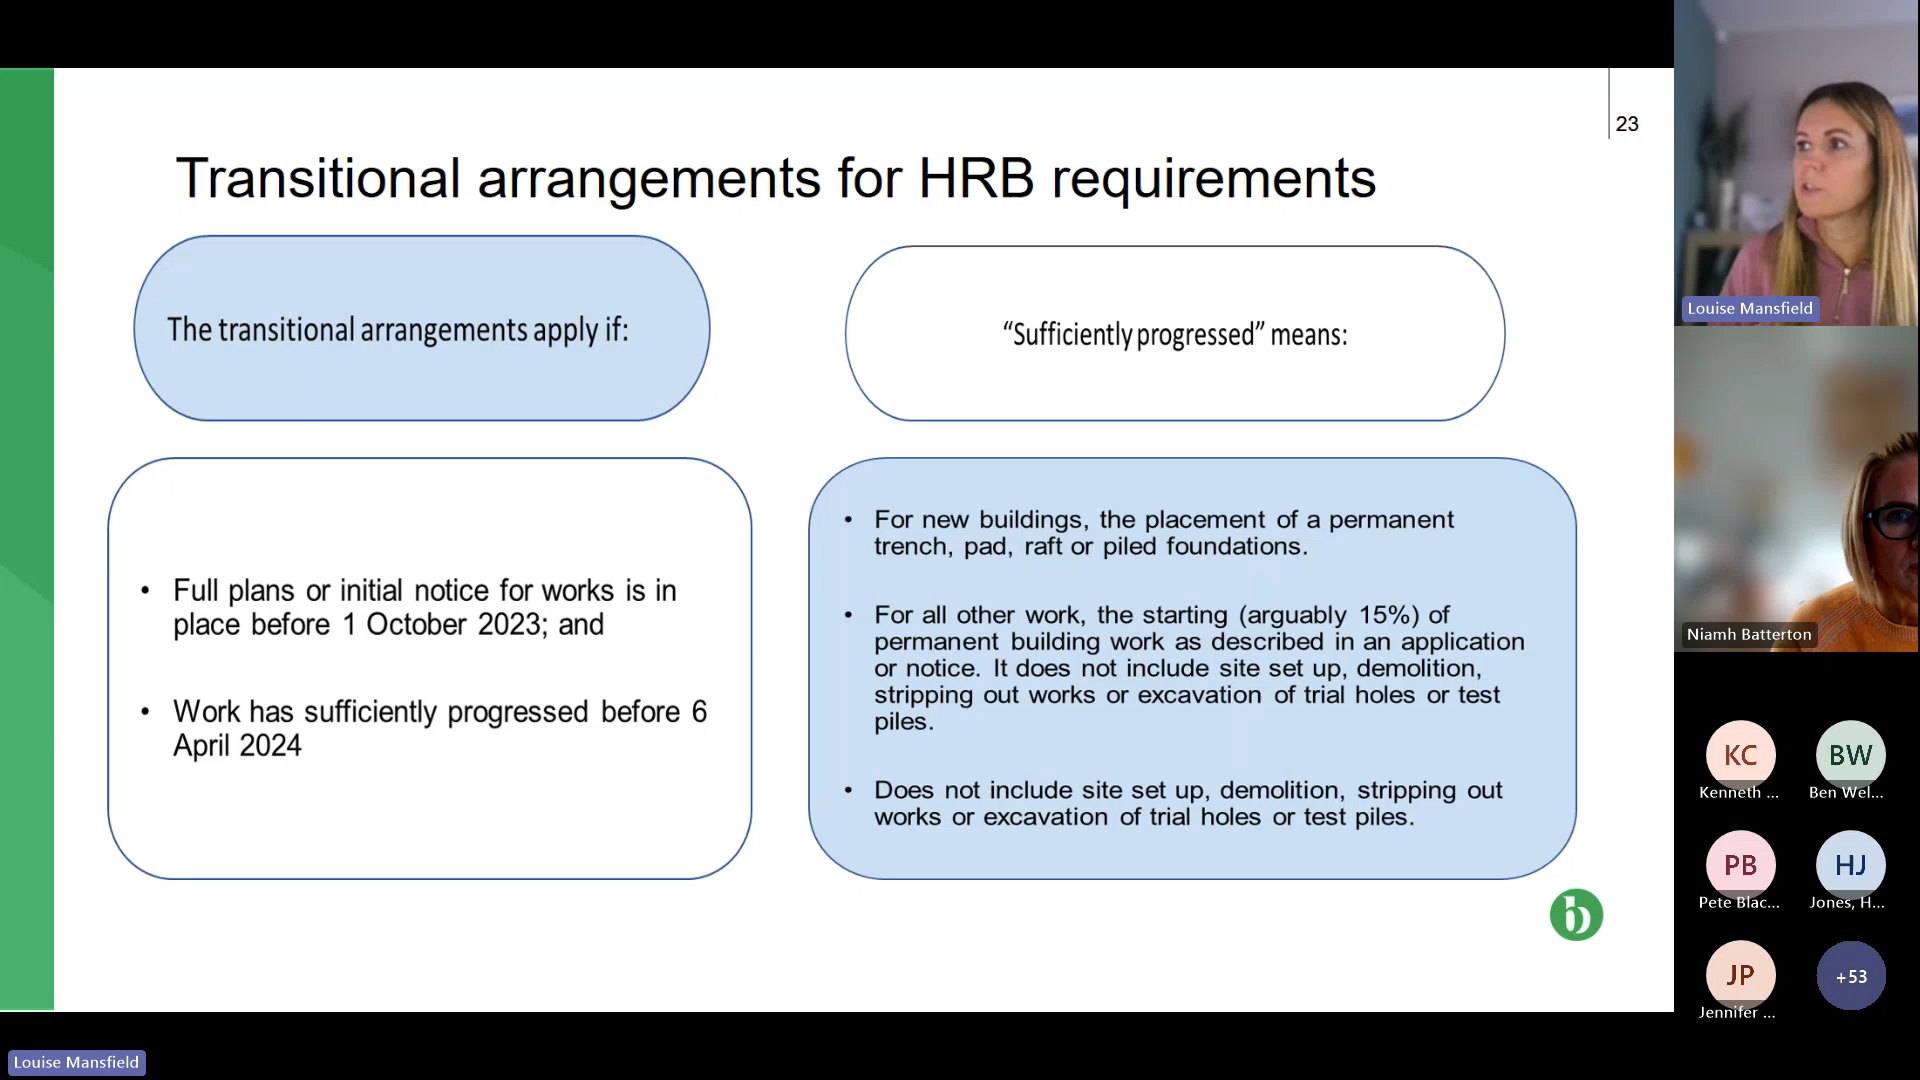 23
Transitional arrangements for HRB requirements
The transitional arrangements apply if:
“Sufficiently progressed” means:
• Full plans or initial notice for works is in
place before 1 October 2023; and
• Work has sufficiently progressed before 6
April 2024
• For new buildings, the placement of a permanent
trench, pad, raft or piled foundations.
• For all other work, the starting (arguably 15%) of
permanent building work as described in an application
or notice. It does not include site set up, demolition,
stripping out works or excavation of trial holes or test
piles.
• Does not include site set up, demolition, stripping out
works or excavation of trial holes or test piles.
b
Louise Mansfield
Niamh Batterton
KC
Kenneth ...
BW
Ben Wel...
PB
Pete Blac...
HJ
Jones, H...
JP
Jennifer ...
+53
Louise Mansfield